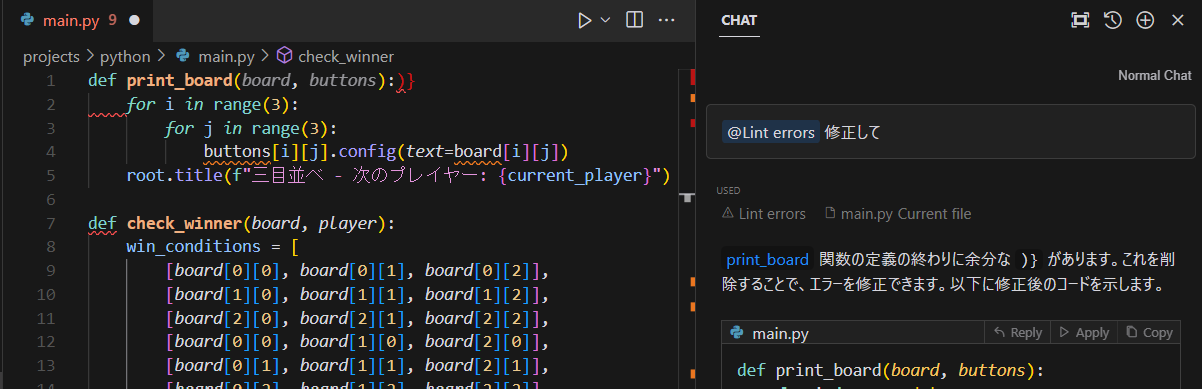 main.py 9
projects > python > main.py > check_winner
1 def print_board(board, buttons):)}
2 for i in range(3):
3 for j in range(3):
4 buttons[i][j].config(text=board[i][j])
5 root.title(f"三目並べ - 次のプレイヤー: {current_player}")
6
7 def check_winner(board, player):
8 win_conditions = [
9 [board[0][0], board[0][1], board[0][2]],
10 [board[1][0], board[1][1], board[1][2]],
11 [board[2][0], board[2][1], board[2][2]],
12 [board[0][0], board[1][0], board[2][0]],
13 [board[0][1], board[1][1], board[2][1]],
CHAT
Normal Chat
@Lint errors 修正して
USED
Lint errors main.py Current file
print_board 関数の定義の終わりに余分な )} があります。これを削
除することで、エラーを修正できます。以下に修正後のコードを示します。
main.py Reply Apply Copy
def print_board(board, buttons):